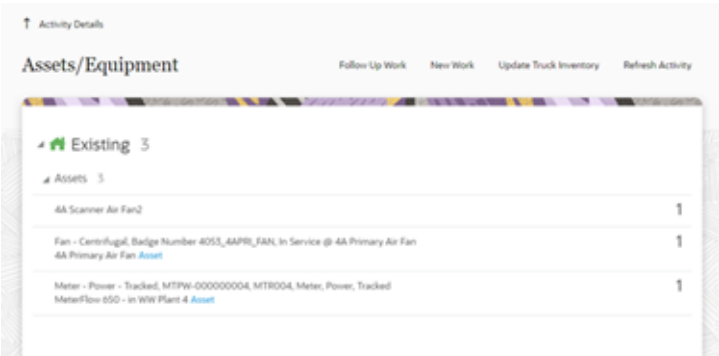 Activity Details
Assets/Equipment
Follow Up Work New Work Update Truck Inventory Refresh Activity
Existing 3
Assets 3
4A Scanner Air Fan2 1
Fan - Centrifugal, Badge Number 4053_4APRI_FAN, In Service @ 4A Primary Air Fan 1
4A Primary Air Fan Asset
Meter - Power - Tracked, MTPW-000000004, MTR004, Meter, Power, Tracked 1
MeterFlow 650 - in WW Plant 4 Asset